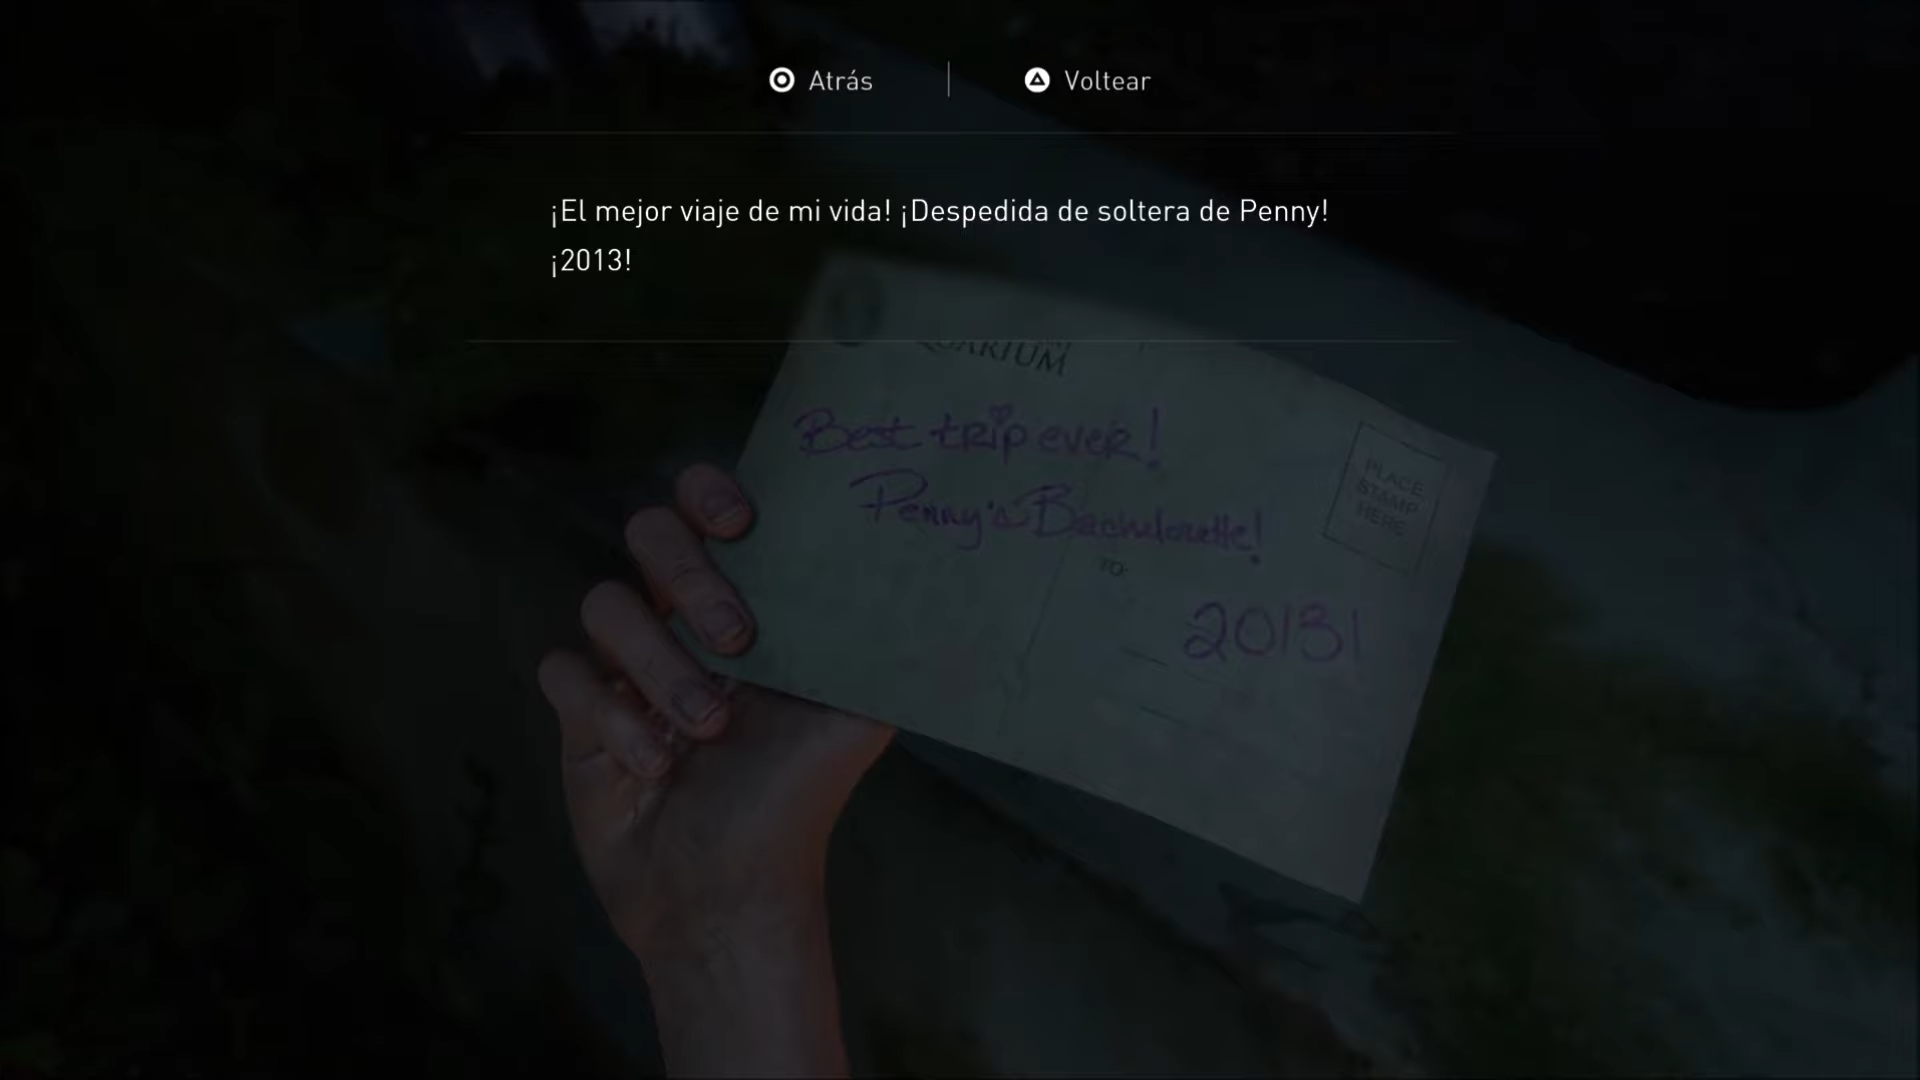 Atrás
Voltear
¡El mejor viaje de mi vida! ¡Despedida de soltera de Penny!
¡2013!
Best trip ever!
Penny's Bachelorette!
PLACE
STAMP
HERE
TO:
2013!